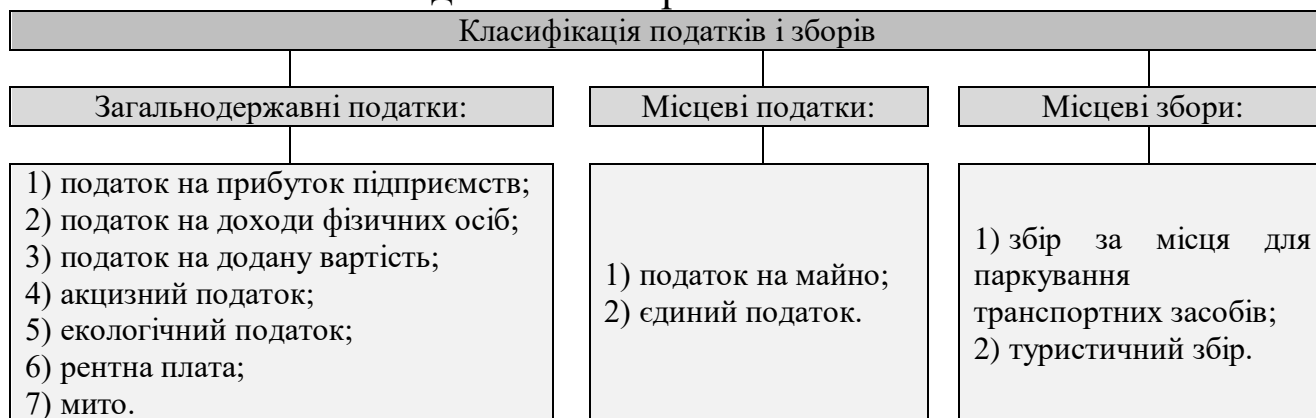 Класифікація податків і зборів
Загальнодержавні податки:
Місцеві податки:
Місцеві збори:
1) податок на прибуток підприємств;
2) податок на доходи фізичних осіб;
3) податок на додану вартість;
4) акцизний податок;
5) екологічний податок;
6) рентна плата;
7) мито.
1) податок на майно;
2) єдиний податок.
1) збір за місця для
паркування
транспортних засобів;
2) туристичний збір.